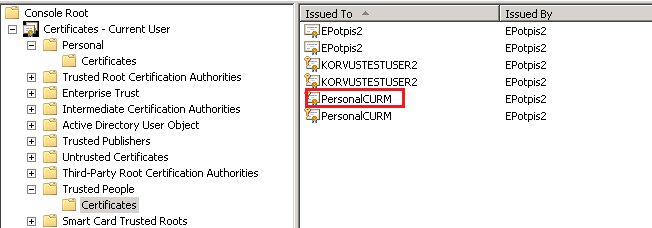 Console Root
Certificates - Current User
Personal
Certificates
Trusted Root Certification Authorities
Enterprise Trust
Intermediate Certification Authorities
Active Directory User Object
Trusted Publishers
Untrusted Certificates
Third-Party Root Certification Authorities
Trusted People
Certificates
Smart Card Trusted Roots
Issued To Issued By
EPotpis2 EPotpis2
EPotpis2 EPotpis2
KORVUSTESTUSER2 EPotpis2
KORVUSTESTUSER2 EPotpis2
PersonalCURM EPotpis2
PersonalCURM EPotpis2